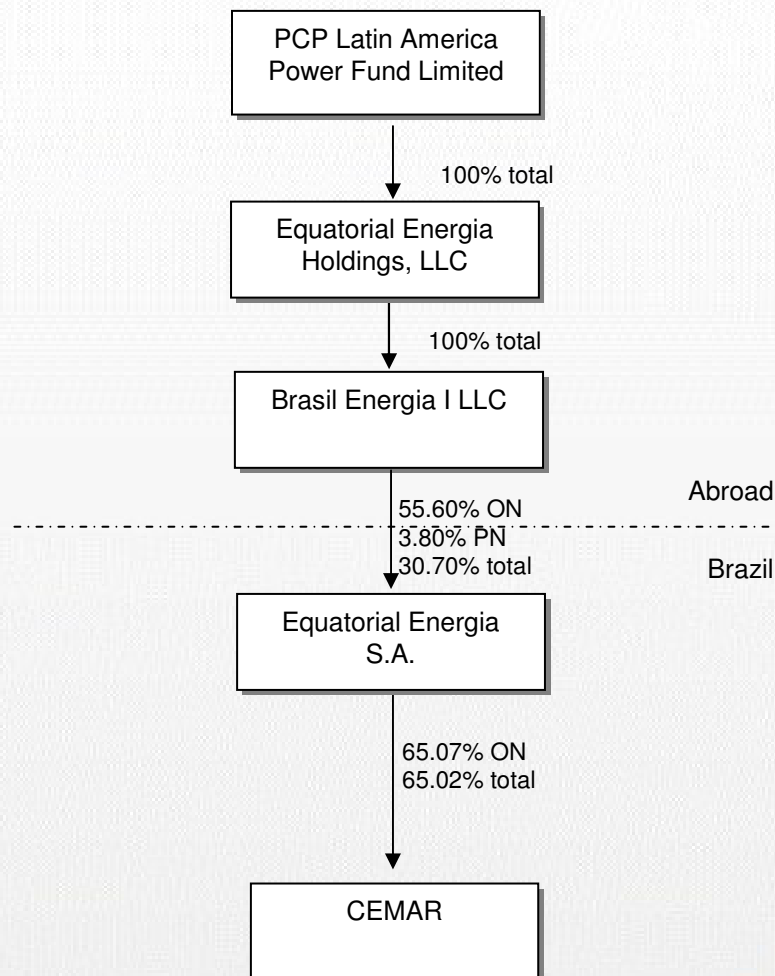 PCP Latin America
Power Fund Limited
100% total
Equatorial Energia
Holdings, LLC
100% total
Brasil Energia I LLC
Abroad
55.60% ON
3.80% PN
30.70% total
Brazil
Equatorial Energia
S.A.
65.07% ON
65.02% total
CEMAR